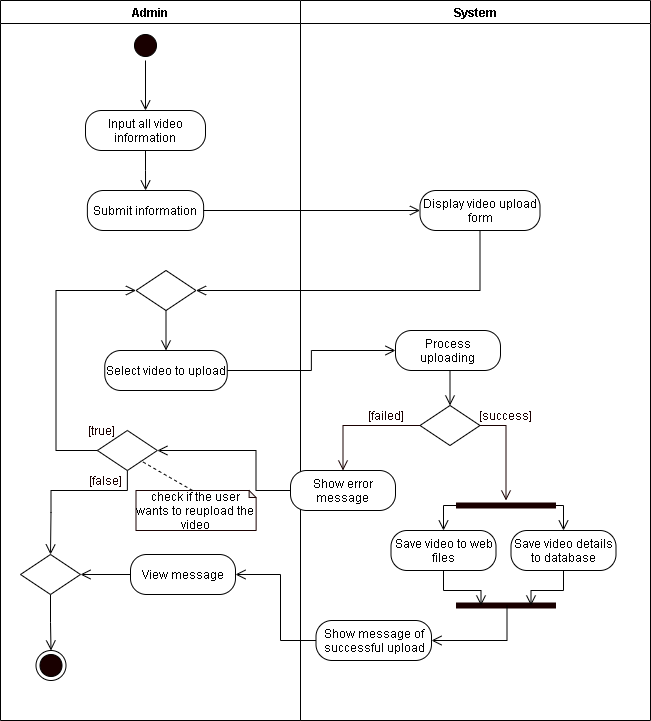 Admin
System
Input all video
information
Submit information
Display video upload
form
Select video to upload
Process
uploading
[failed]
[success]
[true]
[false]
check if the user
wants to reupload the
video
Show error
message
Save video to web
files
Save video details
to database
View message
Show message of
successful upload